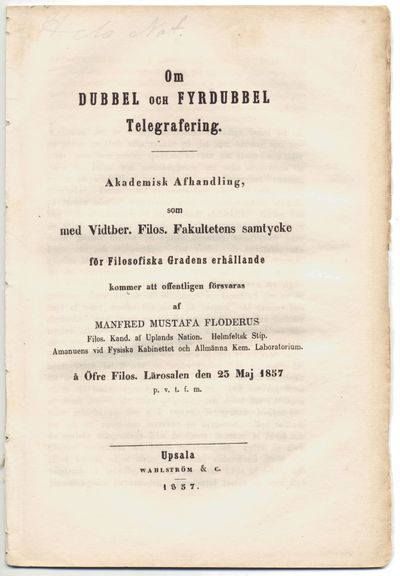 Om
DUBBEL OCH FYRDUBBEL
Telegrafering.
Akademisk Afhandling,
som
med Vidtber. Filos. Fakultetens samtycke
för Filosofiska Gradens erhållande
kommer att offentligen försvaras
af
MANFRED MUSTAFA FLODERUS
Filos. Kand. af Uplands Nation. Helmfeltsk Stip.
Amanuens vid Fysiska Kabinettet och Allmänna Kem. Laboratorium.
å Öfre Filos. Lärosalen den 23 Maj 1857
p. v. t. f. m.
Upsala
WAHLSTRÖM & C.
1857.